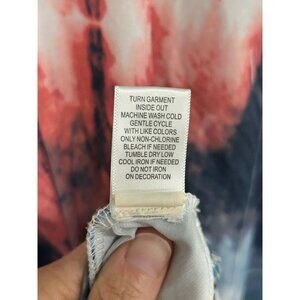 TURN GARMENT
INSIDE OUT
MACHINE WASH COLD
GENTLE CYCLE
WITH LIKE COLORS
ONLY NON-CHLORINE
BLEACH IF NEEDED
TUMBLE DRY LOW
COOL IRON IF NEEDED
DO NOT IRON
ON DECORATION